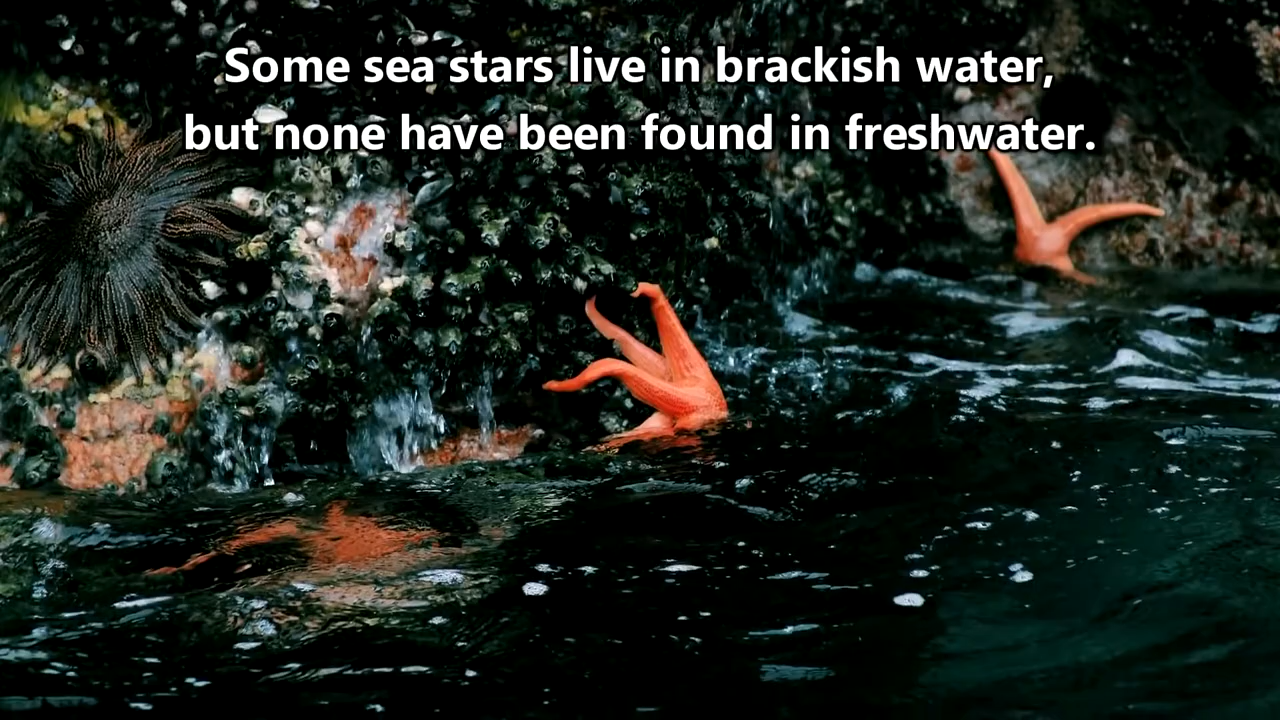 Some sea stars live in brackish water,
but none have been found in freshwater.